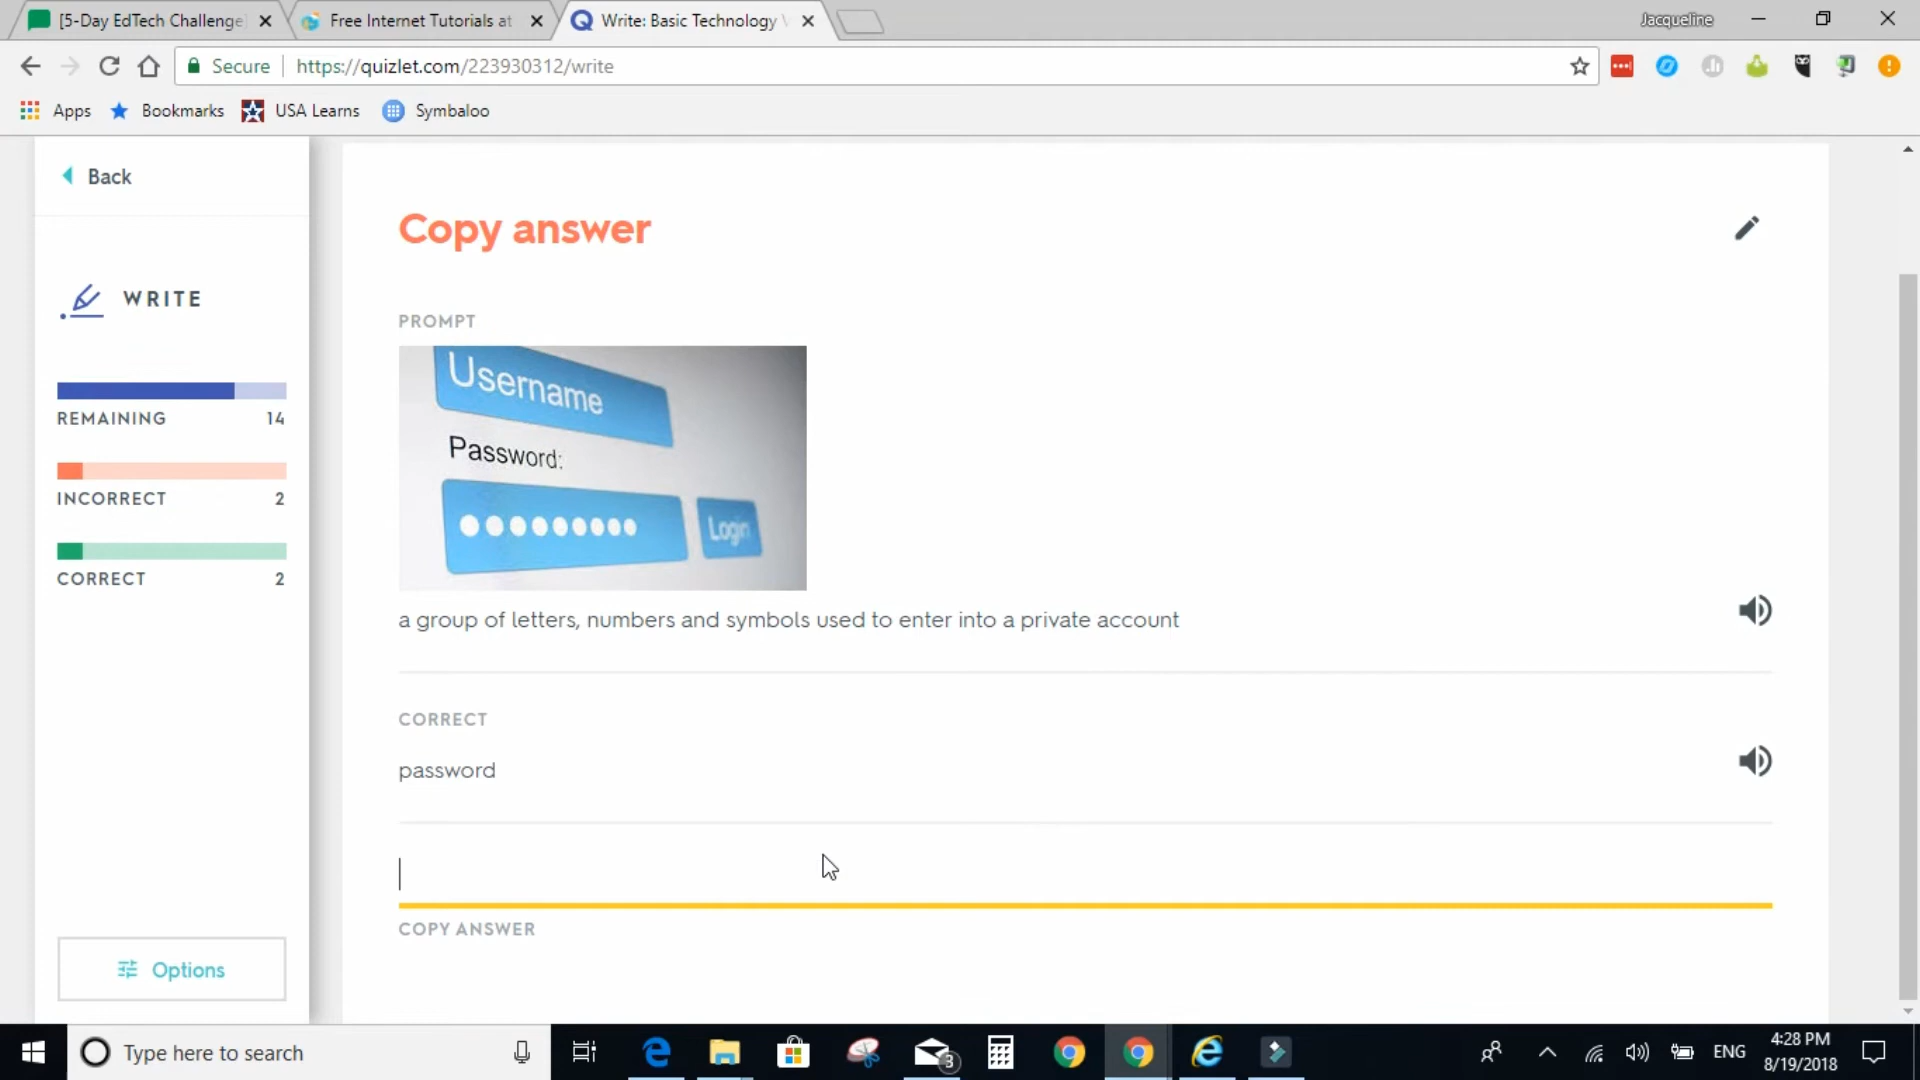 [5-Day EdTech Challenge]
Free Internet Tutorials at
Write: Basic Technology V
Jacqueline
Secure
https://quizlet.com/223930312/write
Apps
Bookmarks
USA Learns
Symbaloo
Back
WRITE
REMAINING 14
INCORRECT 2
CORRECT 2
Options
Copy answer
PROMPT
Username
Password:
Login
a group of letters, numbers and symbols used to enter into a private account
CORRECT
password
COPY ANSWER
Type here to search
3
ENG
4:28 PM
8/19/2018